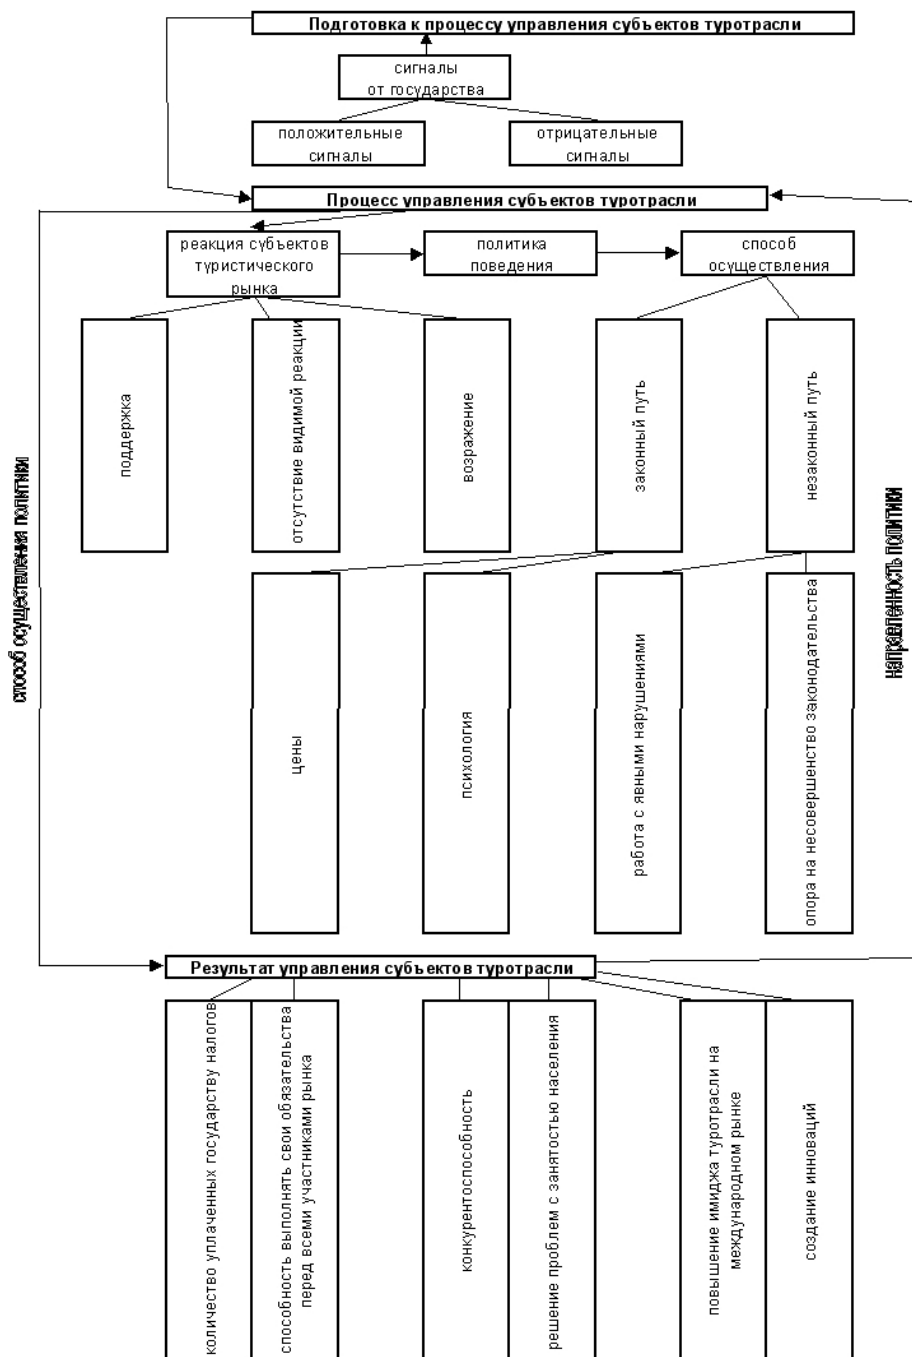 Подготовка к процессу управления субъектов туротрасли
сигналы
от государства
положительные
сигналы
отрицательные
сигналы
Процесс управления субъектов туротрасли
реакция субъектов
туристического
рынка
политика
поведения
способ
осуществления
поддержка
отсутствие видимой реакции
возражение
законный путь
незаконный путь
способ осуществления политики
направленность политики
цены
психология
работа с явными нарушениями
опора на несовершенство законодательства
Результат управления субъектов туротрасли
количество уплаченных государству налогов
способность выполнять свои обязательства
перед всеми участниками рынка
конкурентоспособность
решение проблем с занятостью населения
повышение имиджа туротрасли на
международном рынке
создание инноваций